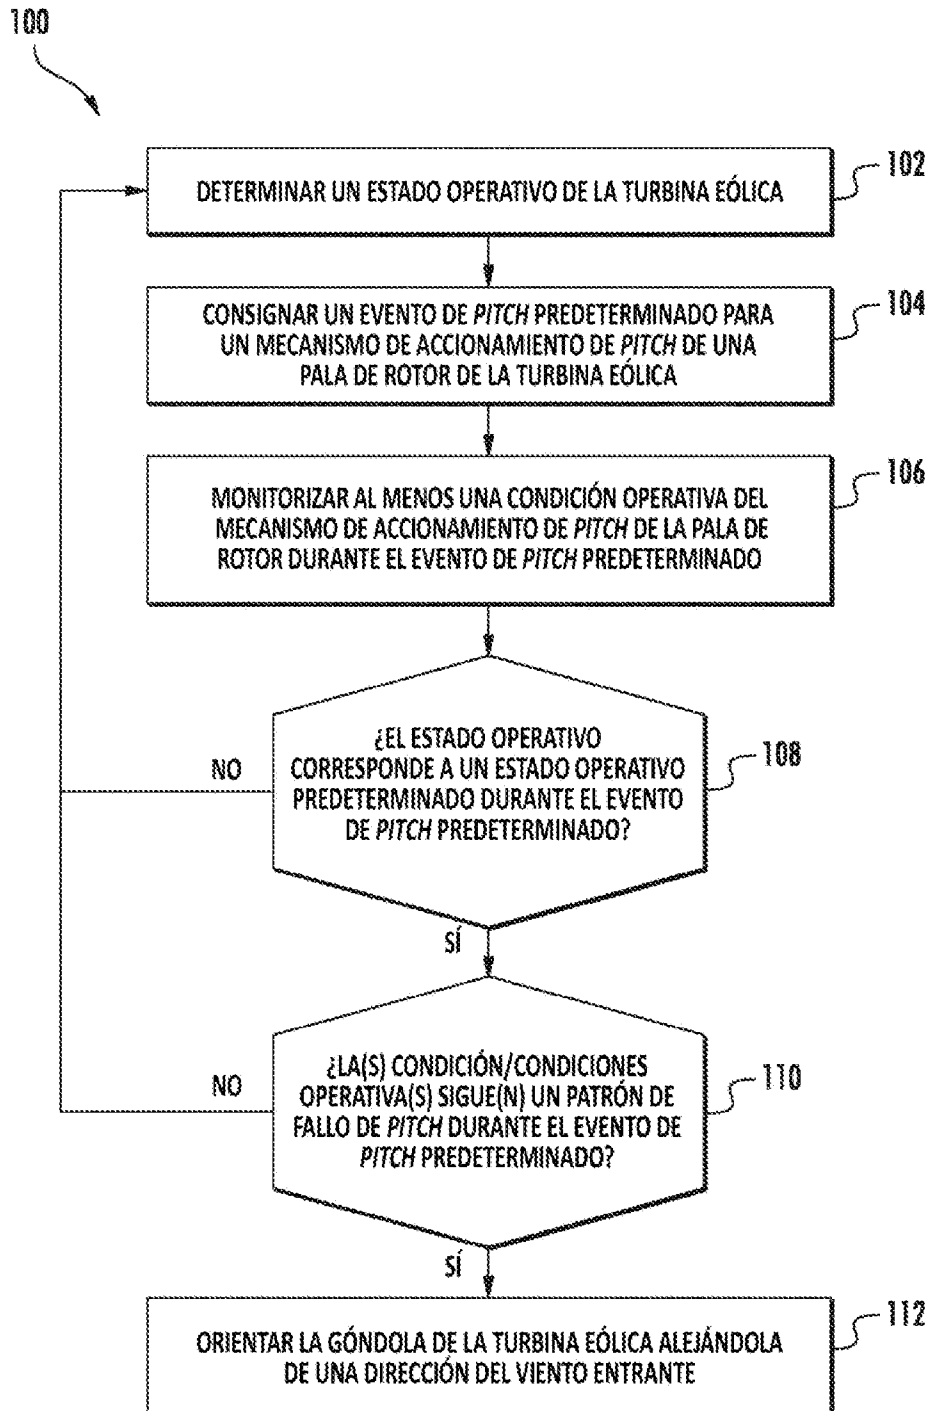 100
DETERMINAR UN ESTADO OPERATIVO DE LA TURBINA EÓLICA
102
CONSIGNAR UN EVENTO DE PITCH PREDETERMINADO PARA
UN MECANISMO DE ACCIONAMIENTO DE PITCH DE UNA
PALA DE ROTOR DE LA TURBINA EÓLICA
104
MONITORIZAR AL MENOS UNA CONDICIÓN OPERATIVA DEL
MECANISMO DE ACCIONAMIENTO DE PITCH DE LA PALA DE
ROTOR DURANTE EL EVENTO DE PITCH PREDETERMINADO
106
¿EL ESTADO OPERATIVO
CORRESPONDE A UN ESTADO OPERATIVO
PREDETERMINADO DURANTE EL EVENTO
DE PITCH PREDETERMINADO?
108
NO
SÍ
¿LA(S) CONDICIÓN/CONDICIONES
OPERATIVA(S) SIGUE(N) UN PATRÓN DE
FALLO DE PITCH DURANTE EL EVENTO DE
PITCH PREDETERMINADO?
110
NO
SÍ
ORIENTAR LA GÓNDOLA DE LA TURBINA EÓLICA ALEJÁNDOLA
DE UNA DIRECCIÓN DEL VIENTO ENTRANTE
112